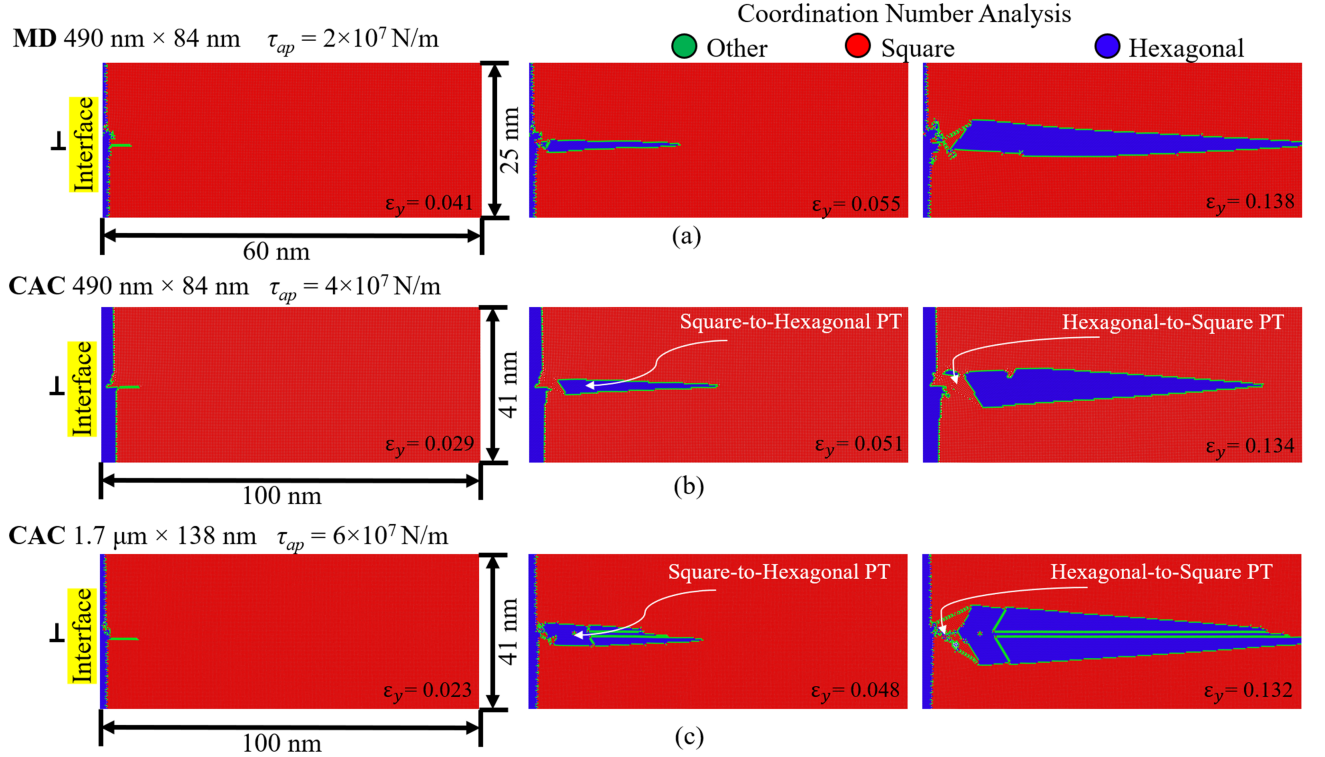 Coordination Number Analysis
MD 490 nm × 84 nm τap = 2×10⁷ N/m
Other Square Hexagonal
⊥ Interface
25 nm
εy = 0.041
εy = 0.055
εy = 0.138
60 nm
(a)
CAC 490 nm × 84 nm τap = 4×10⁷ N/m
⊥ Interface
41 nm
Square-to-Hexagonal PT
Hexagonal-to-Square PT
εy = 0.029
εy = 0.051
εy = 0.134
100 nm
(b)
CAC 1.7 μm × 138 nm τap = 6×10⁷ N/m
⊥ Interface
41 nm
Square-to-Hexagonal PT
Hexagonal-to-Square PT
εy = 0.023
εy = 0.048
εy = 0.132
100 nm
(c)